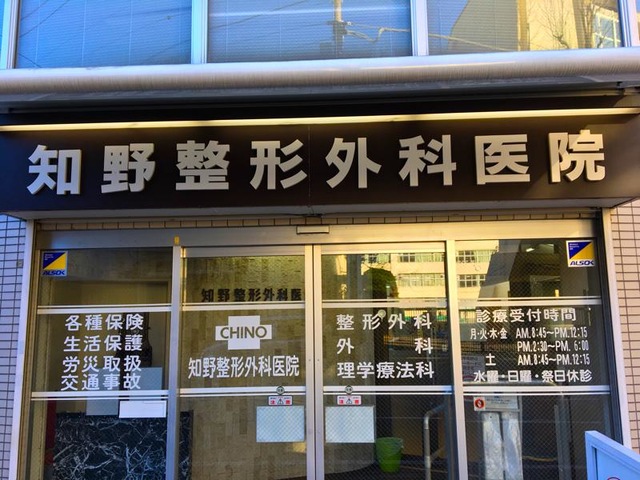 知野整形外科医院
ALSOK
ALSOK
知野整形外科医
各種保険
生活保護
労災取扱
交通事故
CHINO
知野整形外科医院
整形外科
外科
理学療法科
診療受付時間
月・火・木・金 AM.8:45~PM.12:15
PM.2:30~PM. 6:00
土 AM.8:45~PM.12:15
水曜・日曜・祭日休診
注意
注意